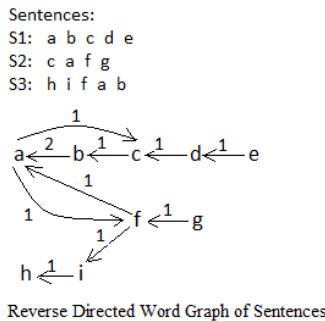 Sentences:
S1: a b c d e
S2: c a f g
S3: h i f a b
1
a 2 b 1 c 1 d 1 e
1
1 f 1 g
1
h 1 i
Reverse Directed Word Graph of Sentences